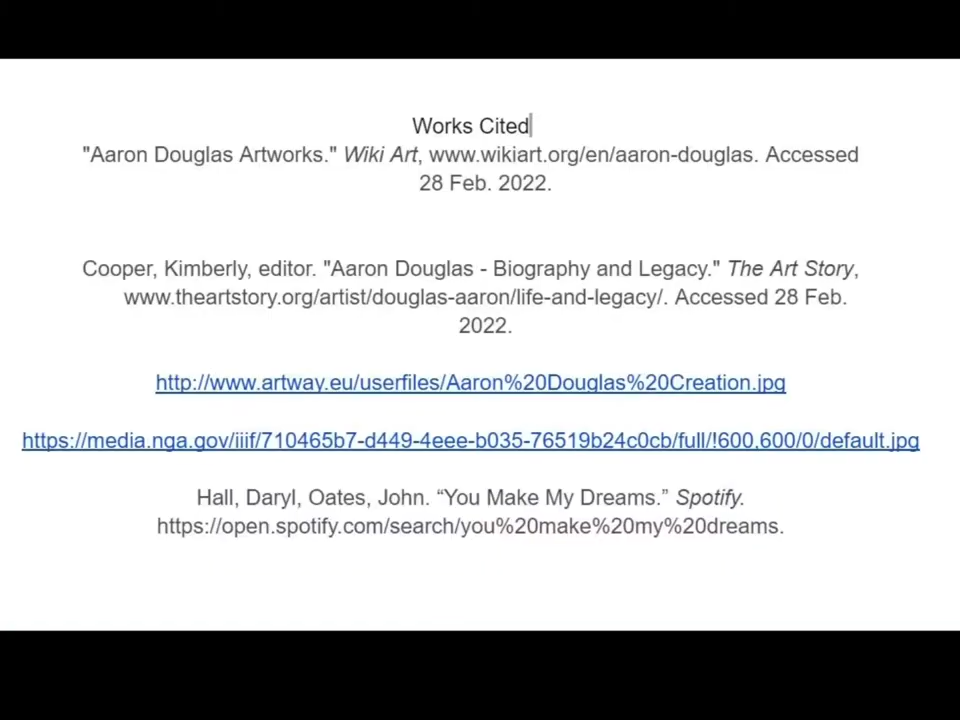 Works Cited
"Aaron Douglas Artworks." Wiki Art, www.wikiart.org/en/aaron-douglas. Accessed
28 Feb. 2022.
Cooper, Kimberly, editor. "Aaron Douglas - Biography and Legacy." The Art Story,
www.theartstory.org/artist/douglas-aaron/life-and-legacy/. Accessed 28 Feb.
2022.
http://www.artway.eu/userfiles/Aaron%20Douglas%20Creation.jpg
https://media.nga.gov/iiif/710465b7-d449-4eee-b035-76519b24c0cb/full/!600,600/0/default.jpg
Hall, Daryl, Oates, John. “You Make My Dreams.” Spotify.
https://open.spotify.com/search/you%20make%20my%20dreams.